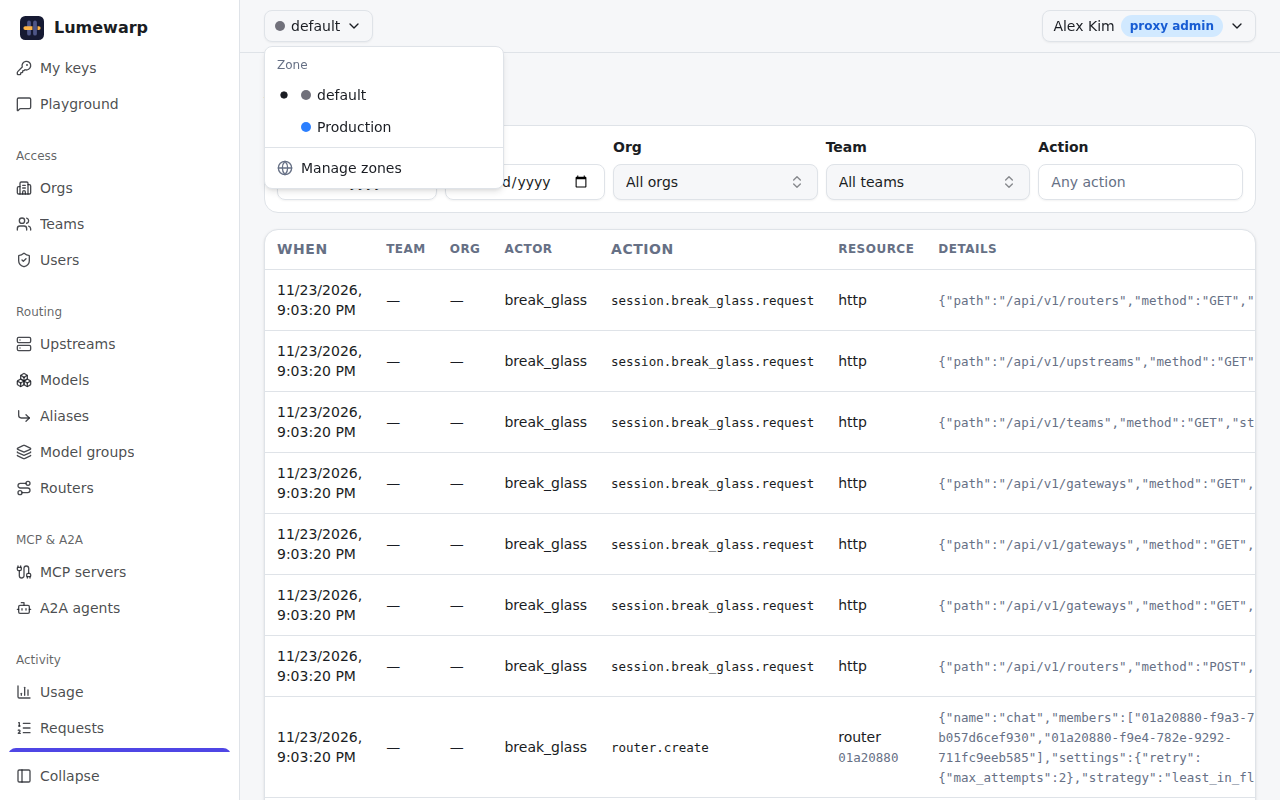 Lumewarp
My keys
Playground
Access
Orgs
Teams
Users
Routing
Upstreams
Models
Aliases
Model groups
Routers
MCP & A2A
MCP servers
A2A agents
Activity
Usage
Requests
Collapse
default
Alex Kim proxy admin
Zone
default
Production
Manage zones
Org Team Action
d/yyyy All orgs All teams Any action
WHEN TEAM ORG ACTOR ACTION RESOURCE DETAILS
11/23/2026,
9:03:20 PM — — break_glass session.break_glass.request http {"path":"/api/v1/routers","method":"GET","
11/23/2026,
9:03:20 PM — — break_glass session.break_glass.request http {"path":"/api/v1/upstreams","method":"GET"
11/23/2026,
9:03:20 PM — — break_glass session.break_glass.request http {"path":"/api/v1/teams","method":"GET","st
11/23/2026,
9:03:20 PM — — break_glass session.break_glass.request http {"path":"/api/v1/gateways","method":"GET",
11/23/2026,
9:03:20 PM — — break_glass session.break_glass.request http {"path":"/api/v1/gateways","method":"GET",
11/23/2026,
9:03:20 PM — — break_glass session.break_glass.request http {"path":"/api/v1/gateways","method":"GET",
11/23/2026,
9:03:20 PM — — break_glass session.break_glass.request http {"path":"/api/v1/routers","method":"POST",
11/23/2026,
9:03:20 PM — — break_glass router.create router
01a20880
{"name":"chat","members":["01a20880-f9a3-7
b057d6cef930","01a20880-f9e4-782e-9292-
711fc9eeb585"],"settings":{"retry":
{"max_attempts":2},"strategy":"least_in_fl